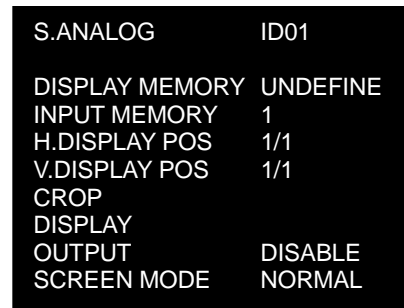 S.ANALOG ID01
DISPLAY MEMORY UNDEFINE
INPUT MEMORY 1
H.DISPLAY POS 1/1
V.DISPLAY POS 1/1
CROP
DISPLAY
OUTPUT DISABLE
SCREEN MODE NORMAL